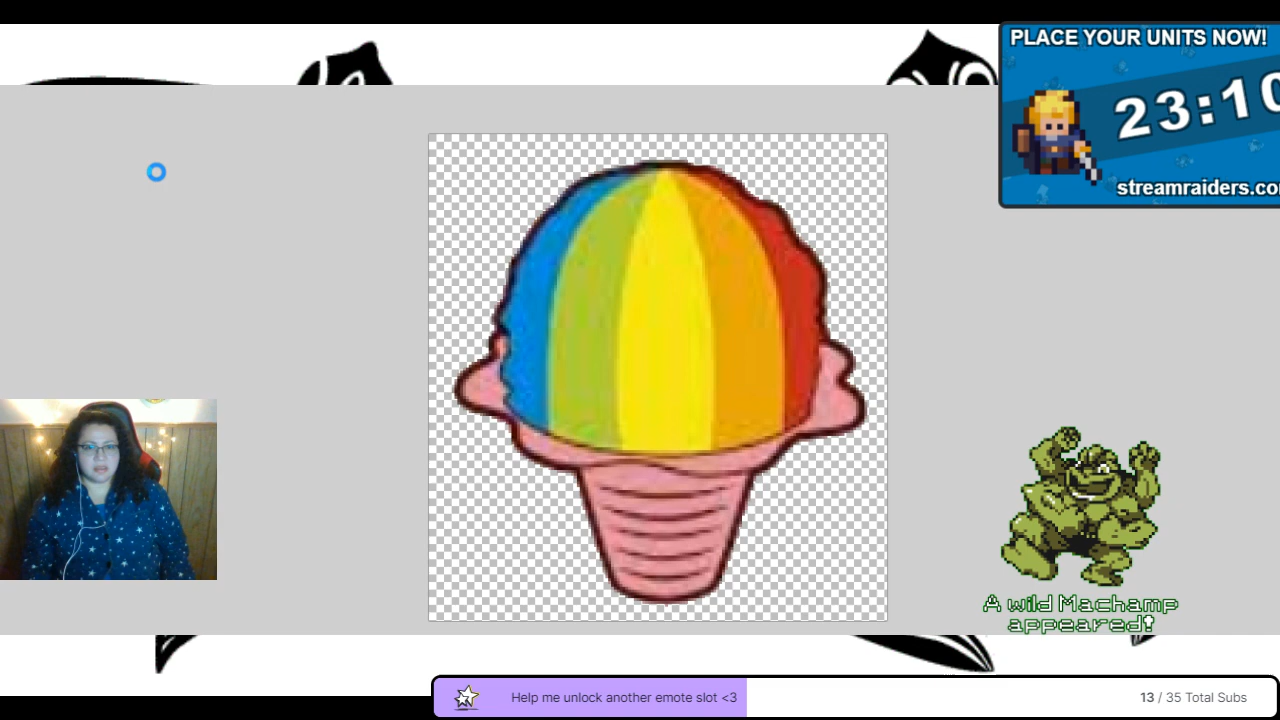 PLACE YOUR UNITS NOW!
23:10
streamraiders.co
A wild Machamp
appeared!
Help me unlock another emote slot <3
13 / 35 Total Subs